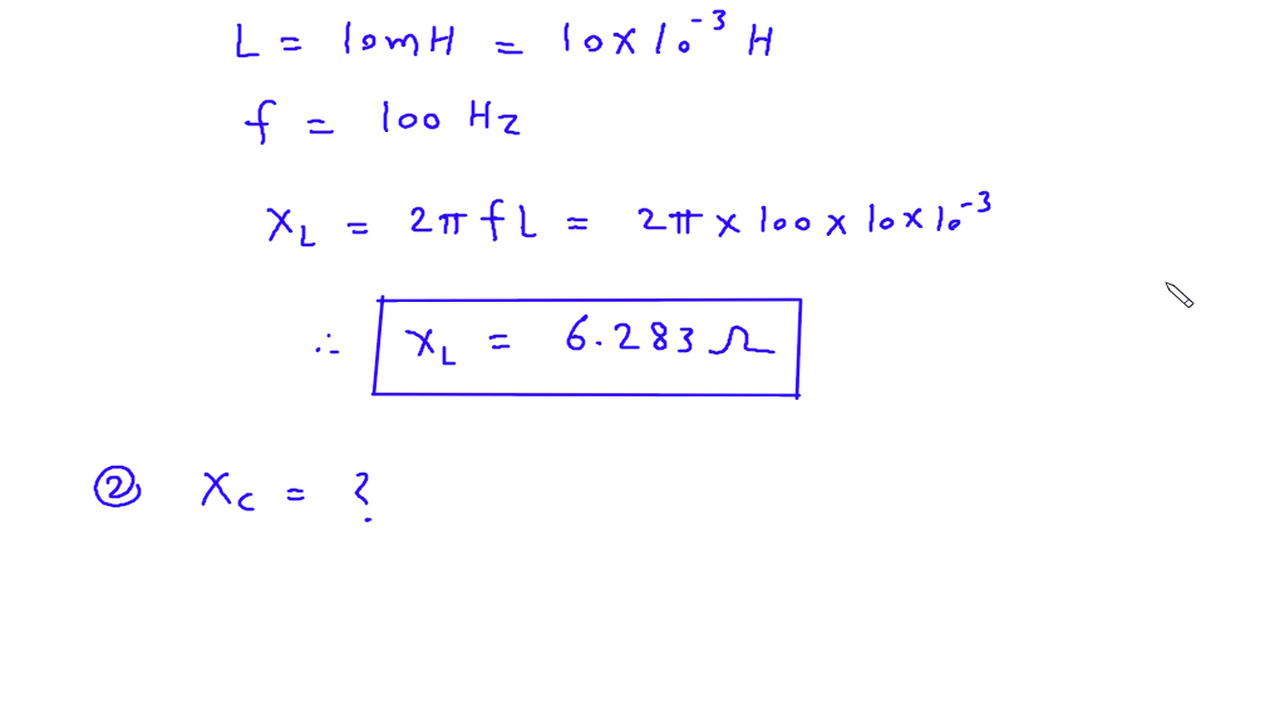 L = 10mH = 10×10⁻³ H
f = 100 Hz
X_L = 2πfL = 2π × 100 × 10×10⁻³
∴ X_L = 6.283 Ω
② X_C = ?